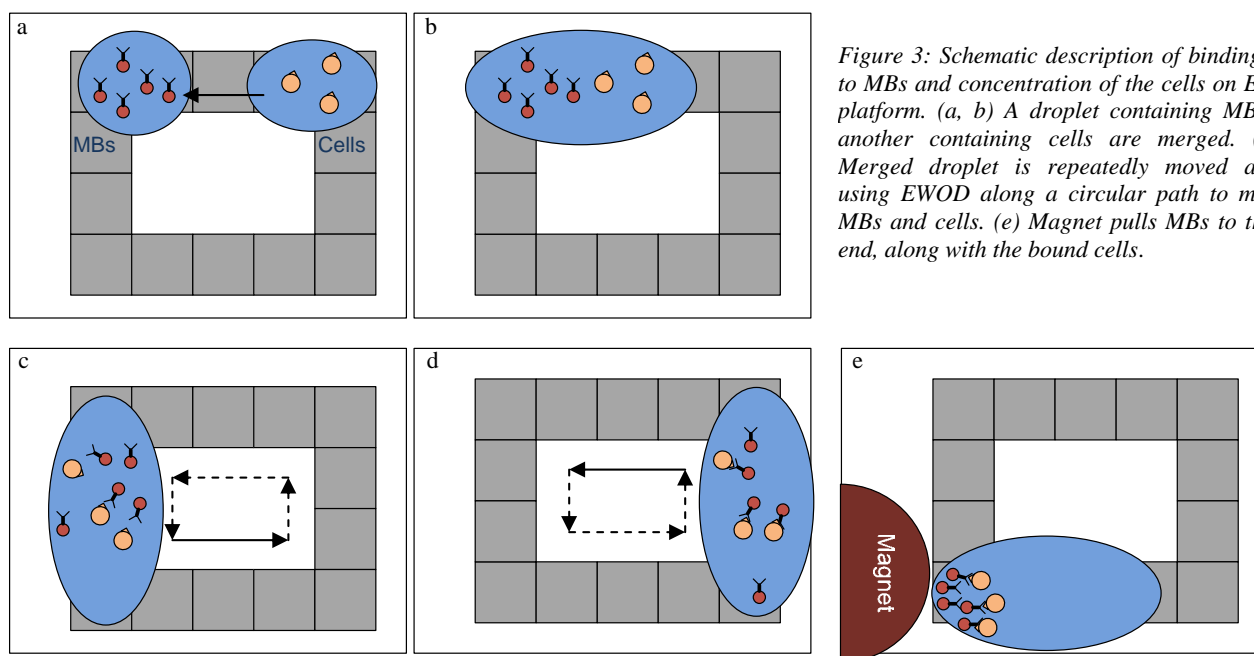 a
MBs
Cells
b
Figure 3: Schematic description of binding
to MBs and concentration of the cells on E
platform. (a, b) A droplet containing MB
another containing cells are merged. (
Merged droplet is repeatedly moved a
using EWOD along a circular path to m
MBs and cells. (e) Magnet pulls MBs to t
end, along with the bound cells.
c
d
e
Magnet